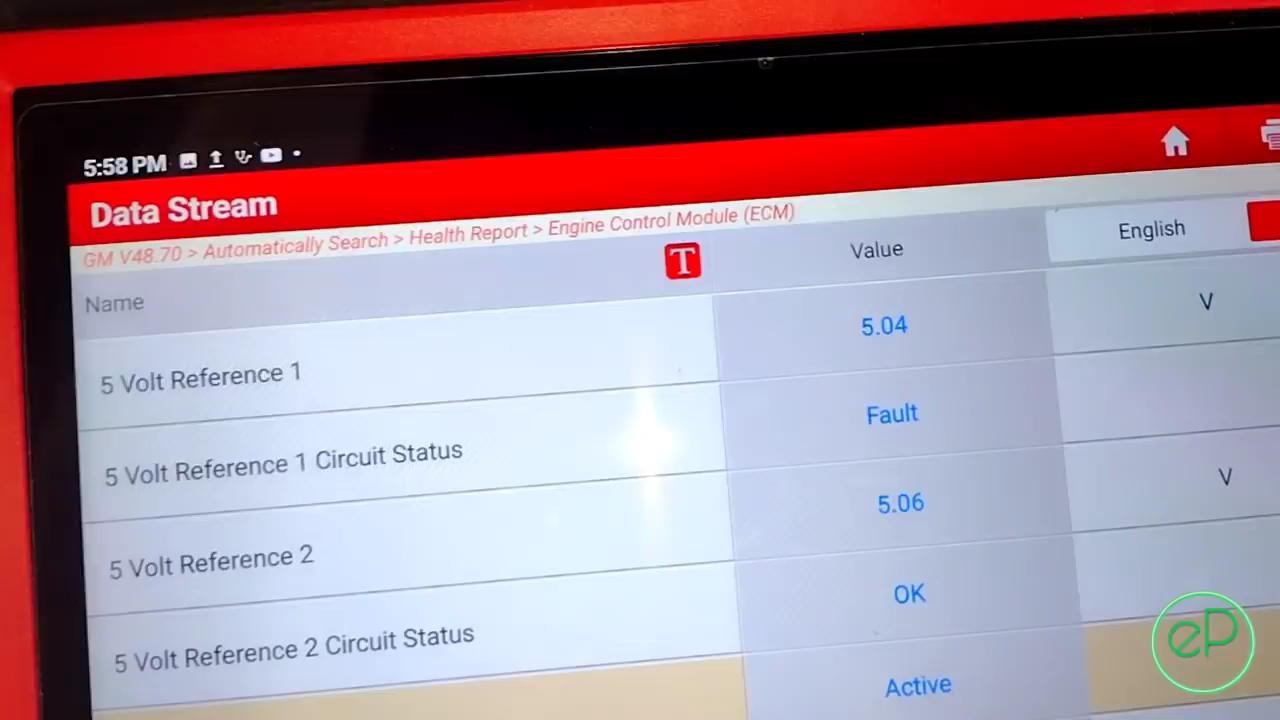 5:58 PM
Data Stream
GM V48.70 > Automatically Search > Health Report > Engine Control Module (ECM)
Name T Value English
5 Volt Reference 1 5.04 V
5 Volt Reference 1 Circuit Status Fault
5 Volt Reference 2 5.06 V
5 Volt Reference 2 Circuit Status OK
Active
eP